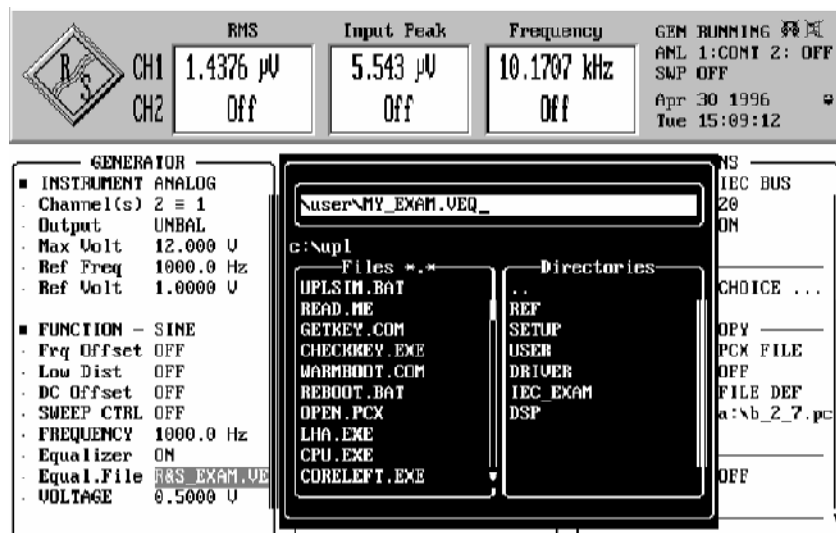 RMS Input Peak Frequency
R&S
CH1 1.4376 µV 5.543 µV 10.1707 kHz
CH2 Off Off Off
GEN RUNNING
ANL 1:CONT 2: OFF
SWP OFF
Apr 30 1996
Tue 15:09:12
GENERATOR
INSTRUMENT ANALOG
Channel(s) 2 ≡ 1
Output UNBAL
Max Volt 12.000 V
Ref Freq 1000.0 Hz
Ref Volt 1.0000 V
FUNCTION — SINE
Frq Offset OFF
Low Dist OFF
DC Offset OFF
SWEEP CTRL OFF
FREQUENCY 1000.0 Hz
Equalizer ON
Equal.File R&S_EXAM.VE
VOLTAGE 0.5000 V
\user\MY_EXAM.VEQ_
c:\upl
Files *.*
UPLSIM.BAT
READ.ME
GETKEY.COM
CHECKKEY.EXE
WARMBOOT.COM
REBOOT.BAT
OPEN.PCX
LHA.EXE
CPU.EXE
CORELEFT.EXE
Directories
..
REF
SETUP
USER
DRIVER
IEC_EXAM
DSP
NS
IEC BUS
20
ON
CHOICE ...
OPY
PCX FILE
OFF
FILE DEF
a:\b_2_7.pc
OFF